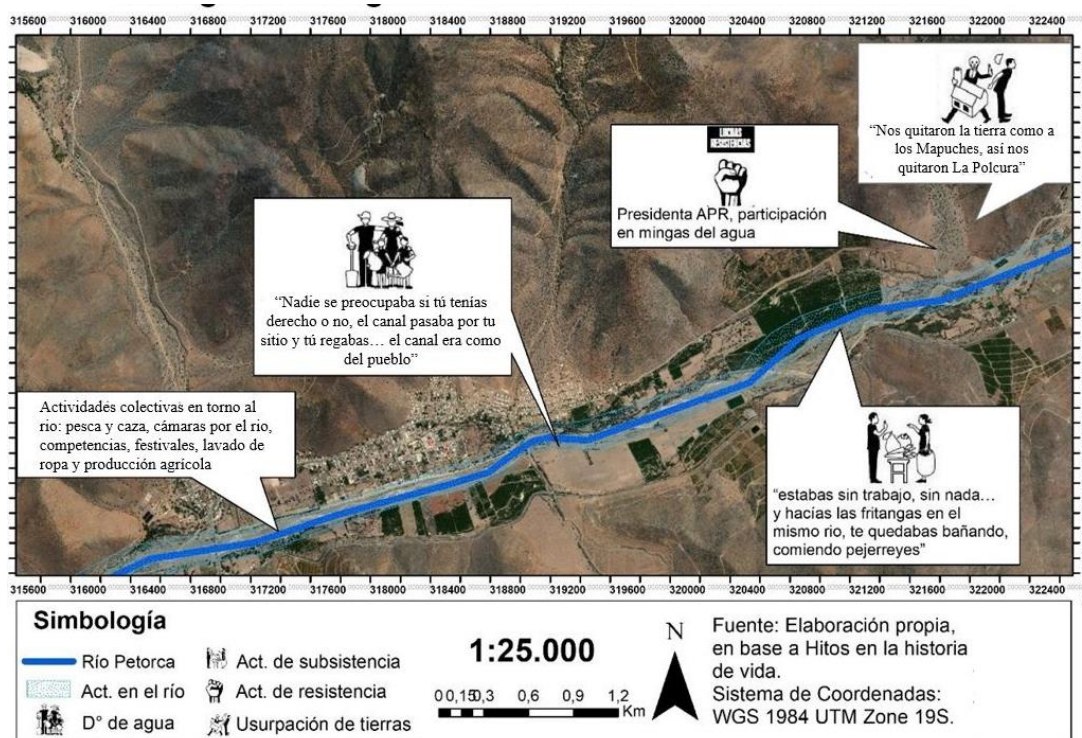 315600 316000 316400 316800 317200 317600 318000 318400 318800 319200 319600 320000 320400 320800 321200 321600 322000 322400
“Nos quitaron la tierra como a
los Mapuches, así nos
quitaron La Polcura”
LUCHAS
RESISTENCIAS
Presidenta APR, participación
en mingas del agua
“Nadie se preocupaba si tú tenías
derecho o no, el canal pasaba por tu
sitio y tú regabas… el canal era como
del pueblo”
Actividades colectivas en torno al
rio: pesca y caza, cámaras por el rio,
competencias, festivales, lavado de
ropa y producción agrícola
“estabas sin trabajo, sin nada…
y hacías las fritangas en el
mismo rio, te quedabas bañando,
comiendo pejerreyes”
315600 316000 316400 316800 317200 317600 318000 318400 318800 319200 319600 320000 320400 320800 321200 321600 322000 322400
Simbología
Río Petorca
Act. en el río
D° de agua
Act. de subsistencia
Act. de resistencia
Usurpación de tierras
1:25.000
0 0,15 0,3 0,6 0,9 1,2
Km
N
Fuente: Elaboración propia,
en base a Hitos en la historia
de vida.
Sistema de Coordenadas:
WGS 1984 UTM Zone 19S.